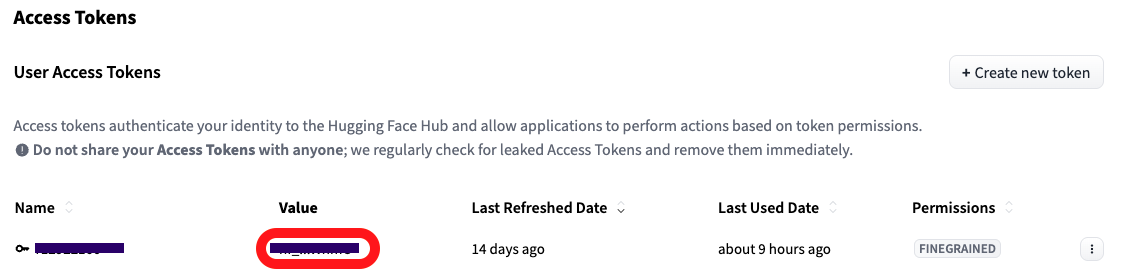 Access Tokens
User Access Tokens
+ Create new token
Access tokens authenticate your identity to the Hugging Face Hub and allow applications to perform actions based on token permissions.
Do not share your Access Tokens with anyone; we regularly check for leaked Access Tokens and remove them immediately.
Name Value Last Refreshed Date Last Used Date Permissions
14 days ago about 9 hours ago FINEGRAINED